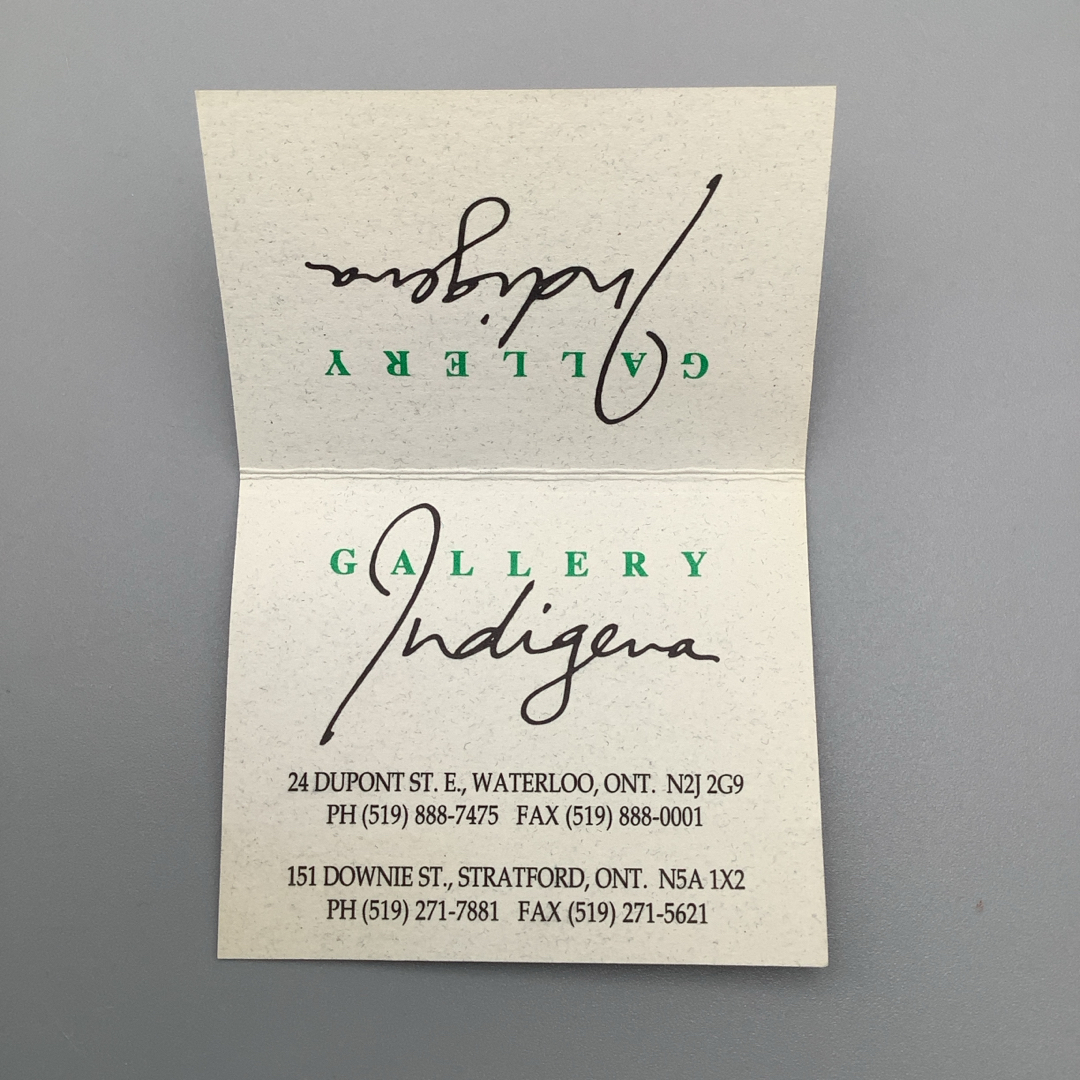 GALLERY
Indigena
GALLERY
Indigena
24 DUPONT ST. E., WATERLOO, ONT. N2J 2G9
PH (519) 888-7475 FAX (519) 888-0001
151 DOWNIE ST., STRATFORD, ONT. N5A 1X2
PH (519) 271-7881 FAX (519) 271-5621